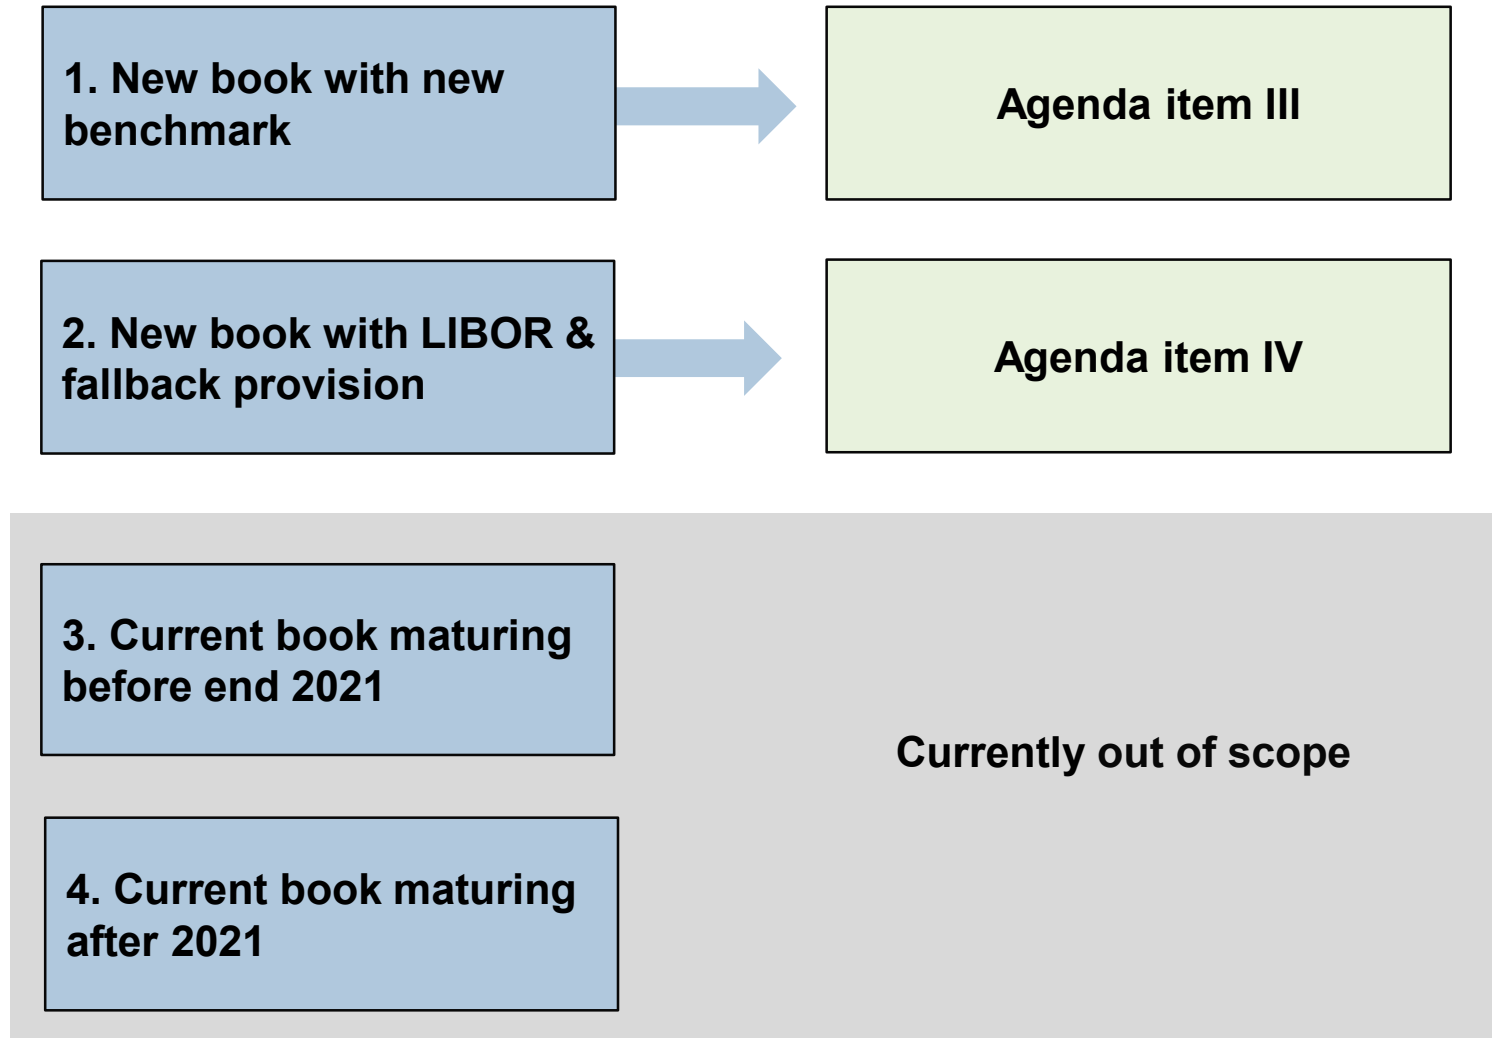 1. New book with new
benchmark
Agenda item III
2. New book with LIBOR &
fallback provision
Agenda item IV
3. Current book maturing
before end 2021
Currently out of scope
4. Current book maturing
after 2021